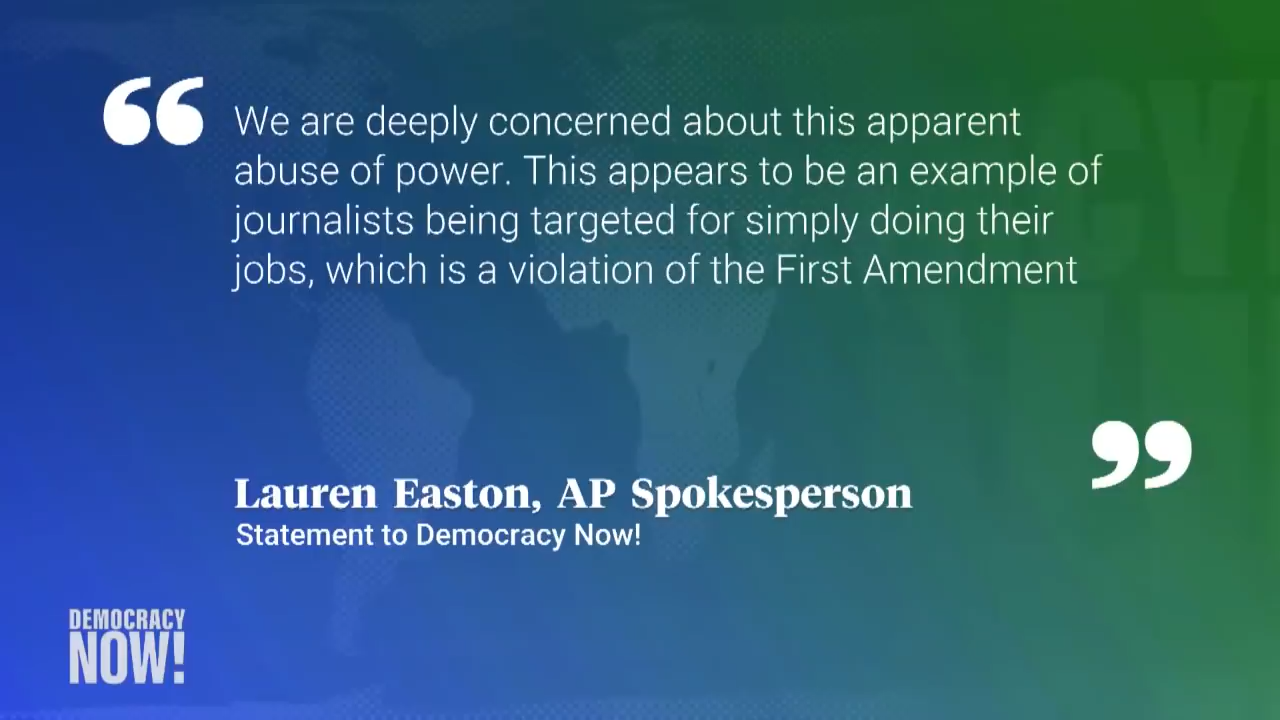 “
We are deeply concerned about this apparent
abuse of power. This appears to be an example of
journalists being targeted for simply doing their
jobs, which is a violation of the First Amendment
”
Lauren Easton, AP Spokesperson
Statement to Democracy Now!
DEMOCRACY
NOW!